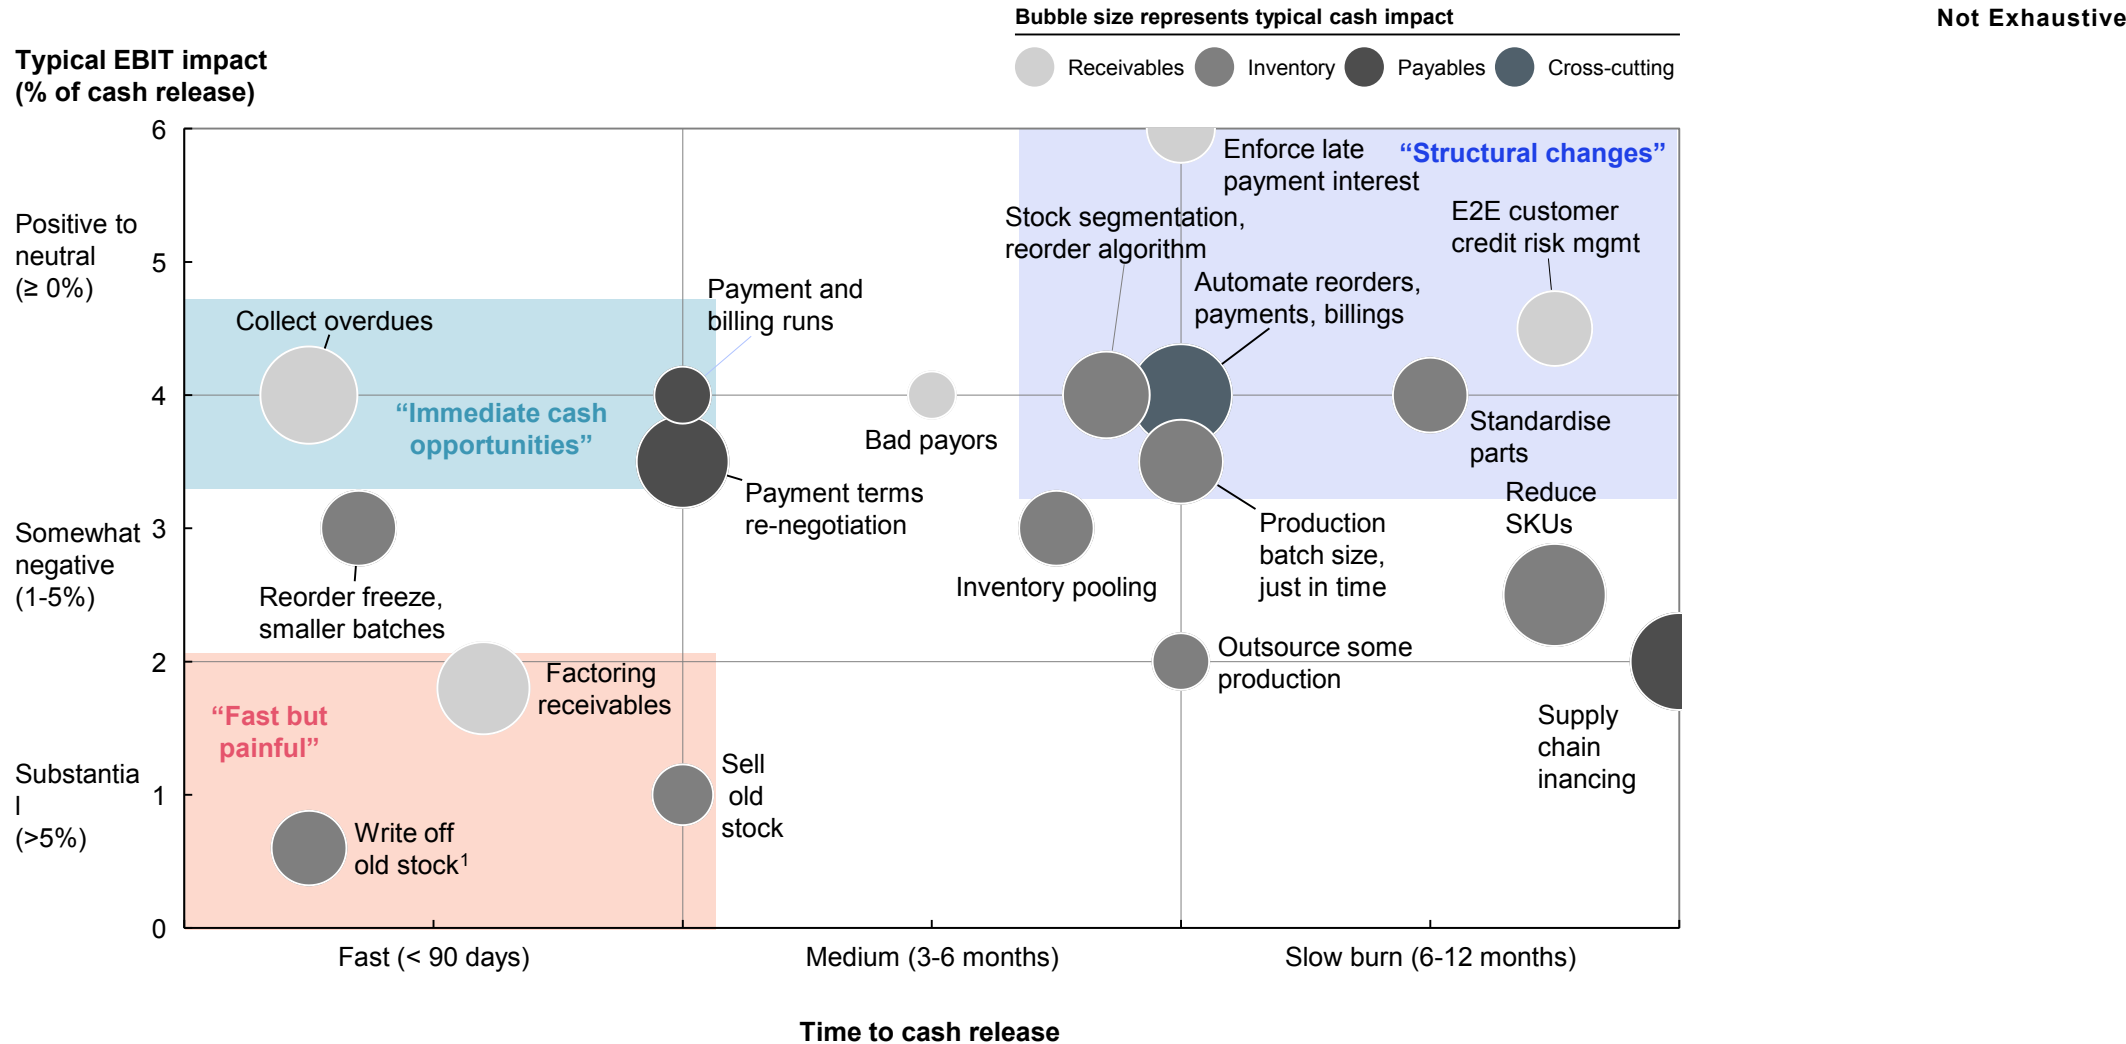 Bubble size represents typical cash impact
Not Exhaustive
Receivables
Inventory
Payables
Cross-cutting
Typical EBIT impact
(% of cash release)
6
5
4
3
2
1
0
Positive to
neutral
(≥ 0%)
Somewhat
negative
(1-5%)
Substantia
l
(>5%)
Enforce late
payment interest
“Structural changes”
Stock segmentation,
reorder algorithm
E2E customer
credit risk mgmt
Automate reorders,
payments, billings
Payment and
billing runs
Collect overdues
“Immediate cash
opportunities”
Bad payors
Standardise
parts
Payment terms
re-negotiation
Reduce
SKUs
Production
batch size,
just in time
Inventory pooling
Reorder freeze,
smaller batches
Outsource some
production
Factoring
receivables
“Fast but
painful”
Supply
chain
inancing
Sell
old
stock
Write off
old stock¹
Fast (< 90 days)
Medium (3-6 months)
Slow burn (6-12 months)
Time to cash release